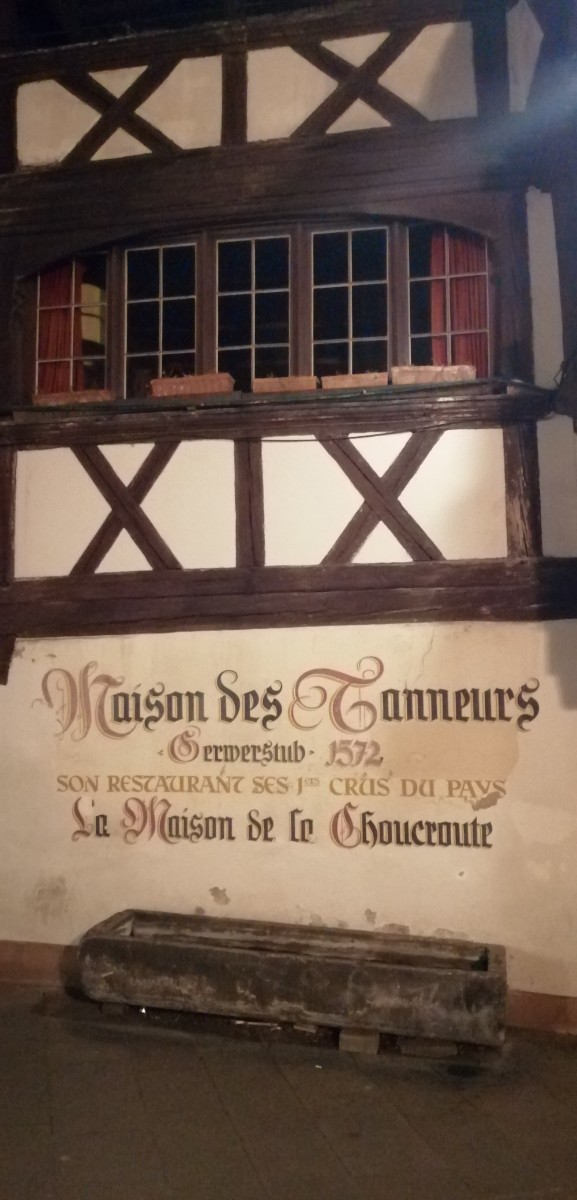 Maison des Tanneurs
- Gerwerstub - 1572
SON RESTAURANT SES 1ers CRUS DU PAYS
La Maison de la Choucroute